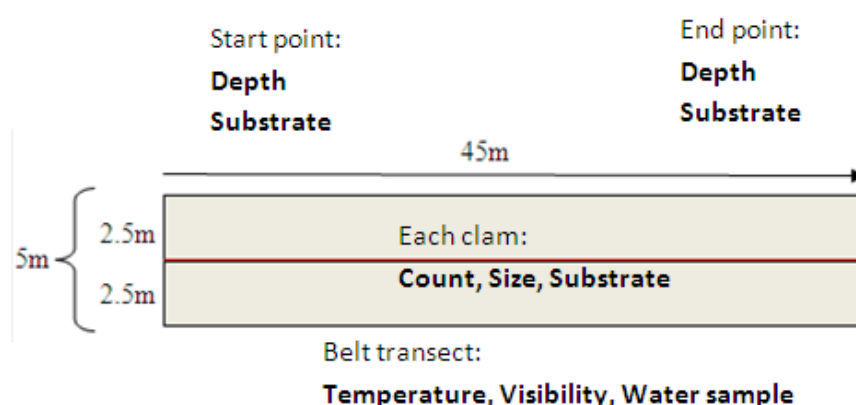 Start point:
Depth
Substrate
End point:
Depth
Substrate
45m
5m
2.5m
2.5m
Each clam:
Count, Size, Substrate
Belt transect:
Temperature, Visibility, Water sample